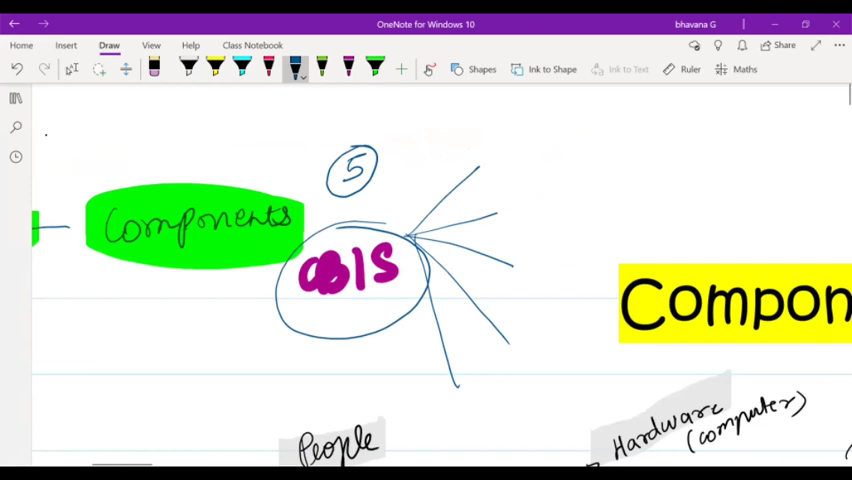 OneNote for Windows 10
bhavana G
Home Insert Draw View Help Class Notebook
Share
Shapes Ink to Shape Ink to Text Ruler Maths
5
Components
CBIS
Compon
People
Hardware
(computer)